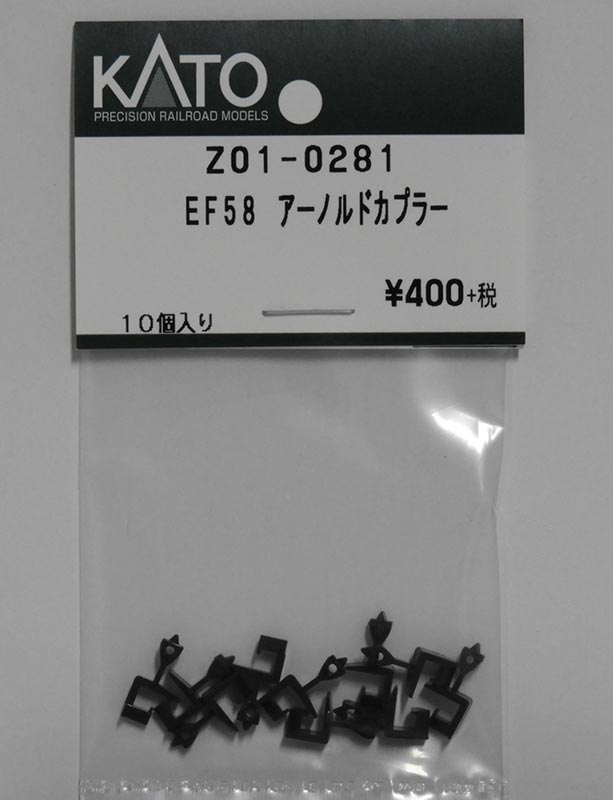 KATO
PRECISION RAILROAD MODELS
Z01-0281
EF58 アーノルドカプラー
¥400+税
10個入り